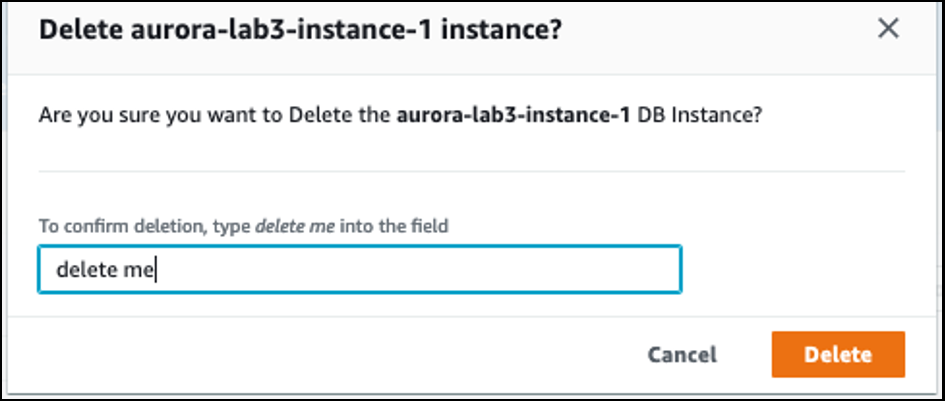 Delete aurora-lab3-instance-1 instance?
Are you sure you want to Delete the aurora-lab3-instance-1 DB Instance?
To confirm deletion, type delete me into the field
delete me
Cancel
Delete